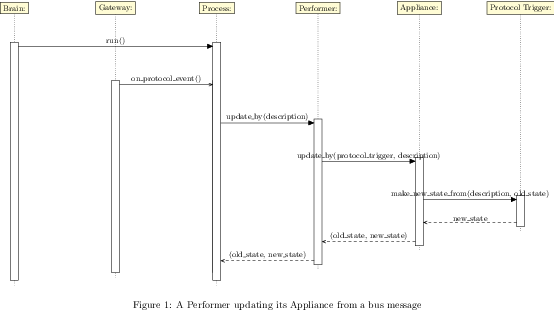 Brain: Gateway: Process: Performer: Appliance: Protocol Trigger:
run()
on_protocol_event()
update_by(description)
update_by(protocol_trigger, description)
make_new_state_from(description, old_state)
new_state
(old_state, new_state)
(old_state, new_state)
Figure 1: A Performer updating its Appliance from a bus message